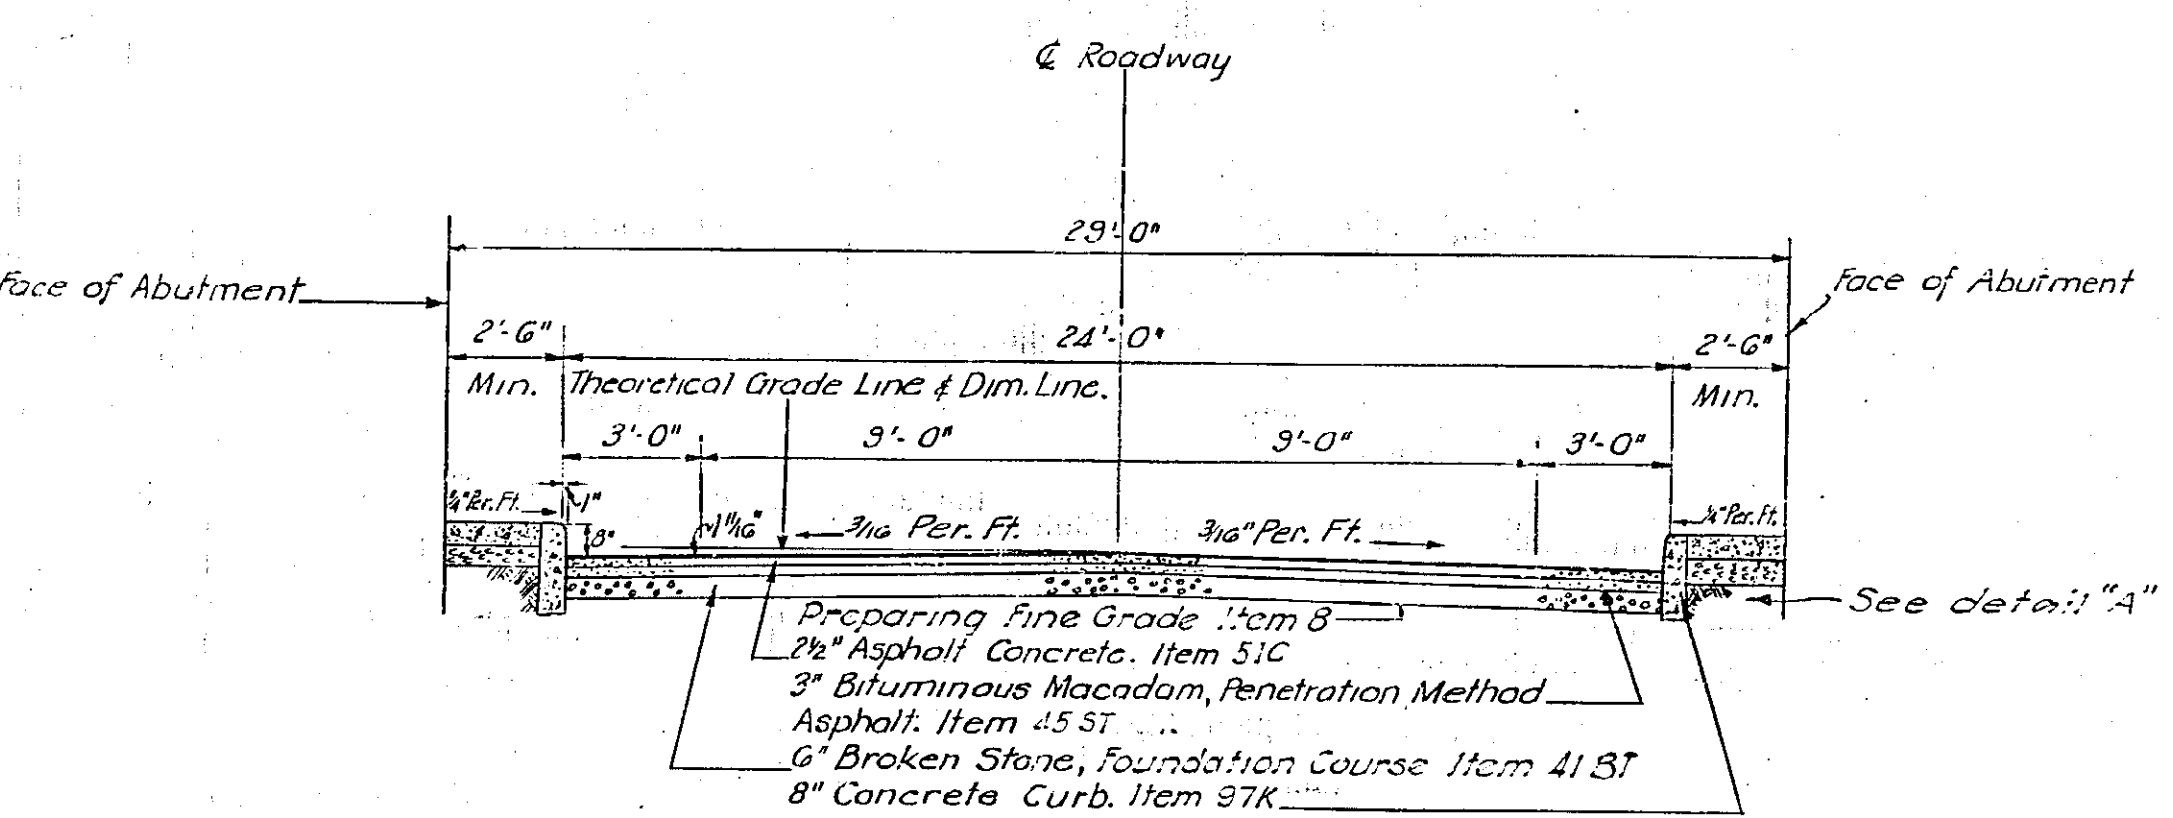 ℄ Roadway
29'-0"
Face of Abutment
Face of Abutment
2'-6"
24'-0"
2'-6"
Min.
Theoretical Grade Line & Dim. Line.
Min.
3'-0"
9'-0"
9'-0"
3'-0"
¼" Per. Ft.
1"
8"
1 11/16"
3/16 Per. Ft.
3/16" Per. Ft.
¼" Per. Ft.
See detail "A"
Preparing Fine Grade Item 8
2½" Asphalt Concrete. Item 51C
3" Bituminous Macadam, Penetration Method
Asphalt. Item 45 ST
6" Broken Stone, Foundation Course Item 41 BT
8" Concrete Curb. Item 97K